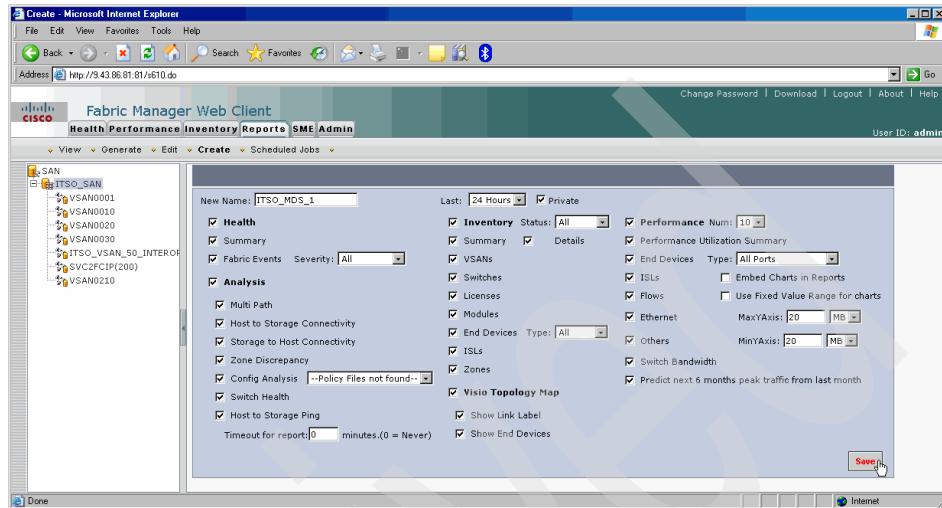 Create - Microsoft Internet Explorer
File Edit View Favorites Tools Help
Back Search Favorites
Address http://9.43.86.81:81/s610.do Go
Change Password | Download | Logout | About | Help
CISCO Fabric Manager Web Client
Health Performance Inventory Reports SME Admin
User ID: admin
View Generate Edit Create Scheduled Jobs
SAN
ITSO_SAN
VSAN0001
VSAN0010
VSAN0020
VSAN0030
ITSO_VSAN_50_INTEROP
SVC2FCIP(200)
VSAN0210
New Name: ITSO_MDS_1 Last: 24 Hours Private
Health
Summary
Fabric Events Severity: All
Analysis
Multi Path
Host to Storage Connectivity
Storage to Host Connectivity
Zone Discrepancy
Config Analysis --Policy Files not found--
Switch Health
Host to Storage Ping
Timeout for report: 0 minutes.(0 = Never)
Inventory Status: All
Summary Details
VSANs
Switches
Licenses
Modules
End Devices Type: All
ISLs
Zones
Visio Topology Map
Show Link Label
Show End Devices
Performance Num: 10
Performance Utilization Summary
End Devices Type: All Ports
ISLs Embed Charts in Reports
Flows Use Fixed Value Range for charts
Ethernet MaxYAxis: 20 MB
Others MinYAxis: 20 MB
Switch Bandwidth
Predict next 6 months peak traffic from last month
Save
Done Internet